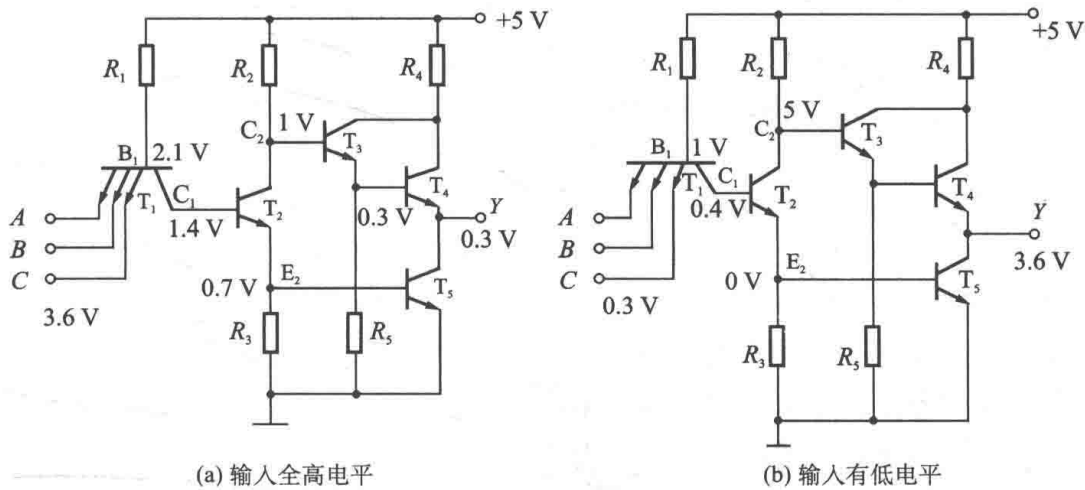 +5 V
R₁
R₂
R₄
C₂
1 V
T₃
B₁
2.1 V
T₁
C₁
T₂
T₄
A
1.4 V
0.3 V
Y
0.3 V
B
C
0.7 V
E₂
T₅
3.6 V
R₃
R₅
(a) 输入全高电平
+5 V
R₁
R₂
R₄
5 V
C₂
T₃
B₁
1 V
T₁
C₁
T₂
T₄
A
0.4 V
Y
B
C
E₂
3.6 V
0 V
T₅
0.3 V
R₃
R₅
(b) 输入有低电平